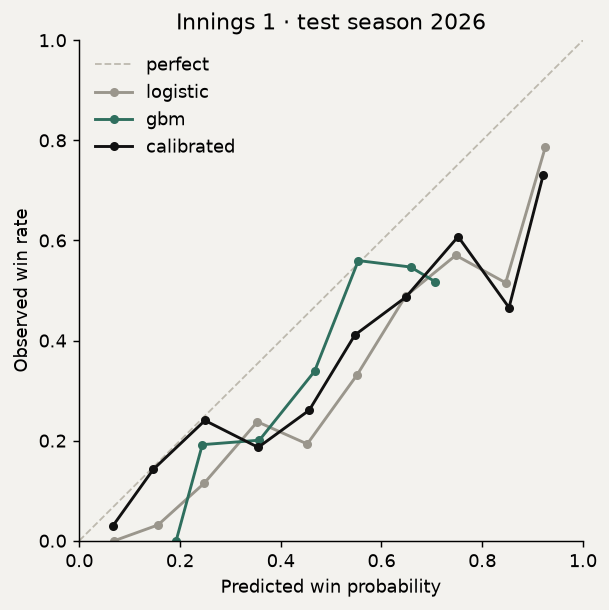 Innings 1 · test season 2026
perfect
logistic
gbm
calibrated
Observed win rate
1.0
0.8
0.6
0.4
0.2
0.0
0.0 0.2 0.4 0.6 0.8 1.0
Predicted win probability